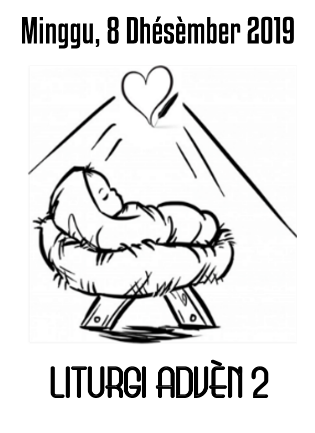 Minggu, 8 Dhésèmber 2019
LITURGI ADVÈN 2